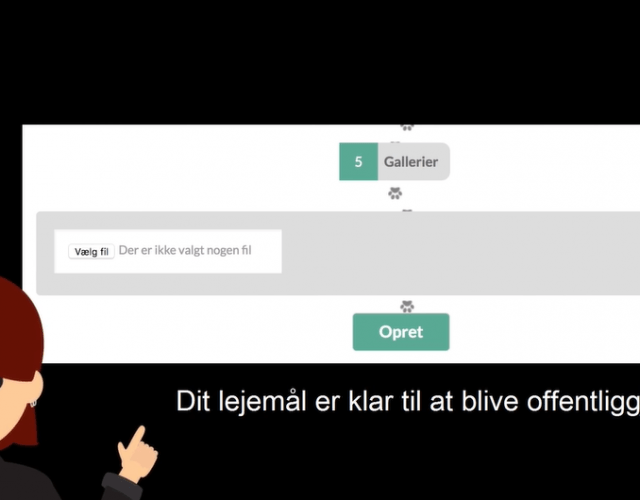 5 Gallerier
Vælg fil Der er ikke valgt nogen fil
Opret
Dit lejemål er klar til at blive offentligg